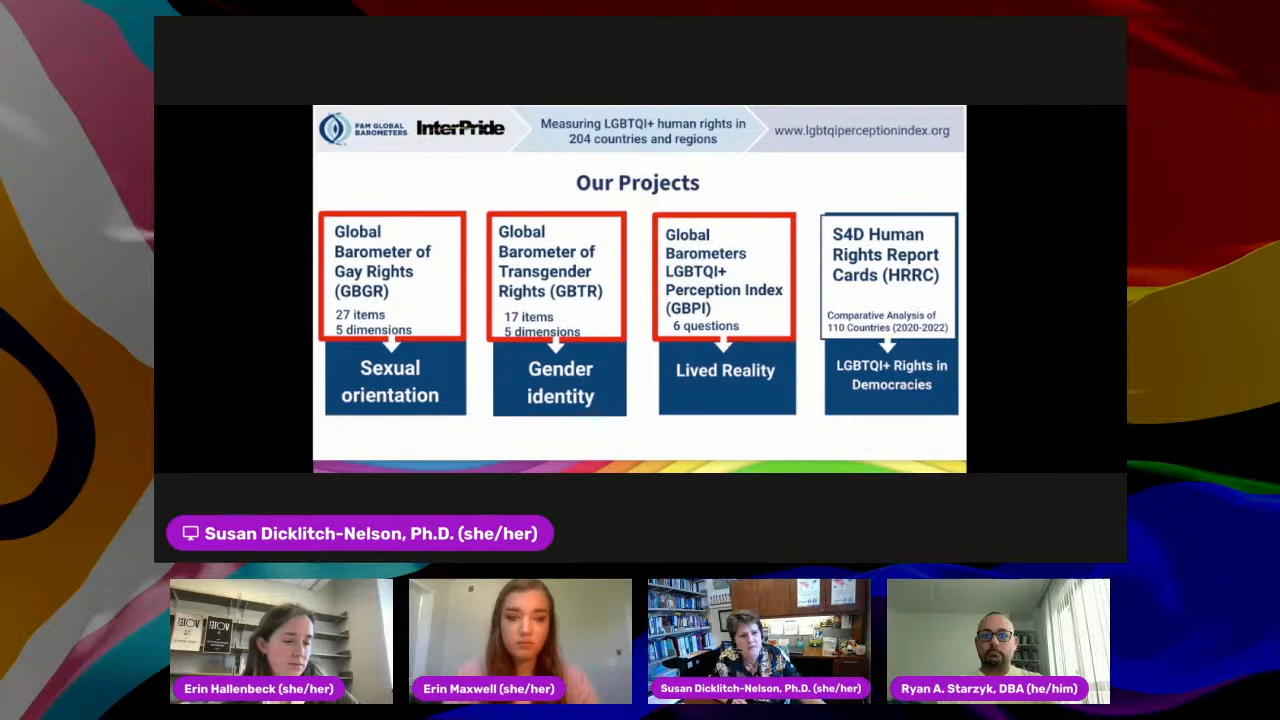 F&M GLOBAL
BAROMETERS
InterPride
Measuring LGBTQI+ human rights in
204 countries and regions
www.lgbtqiperceptionindex.org
Our Projects
Global
Barometer of
Gay Rights
(GBGR)
27 items
5 dimensions
Sexual
orientation
Global
Barometer of
Transgender
Rights (GBTR)
17 items
5 dimensions
Gender
identity
Global
Barometers
LGBTQI+
Perception Index
(GBPI)
6 questions
Lived Reality
S4D Human
Rights Report
Cards (HRRC)
Comparative Analysis of
110 Countries (2020-2022)
LGBTQI+ Rights in
Democracies
Susan Dicklitch-Nelson, Ph.D. (she/her)
VOTE
VOTE
Erin Hallenbeck (she/her)
Erin Maxwell (she/her)
Susan Dicklitch-Nelson, Ph.D. (she/her)
Ryan A. Starzyk, DBA (he/him)